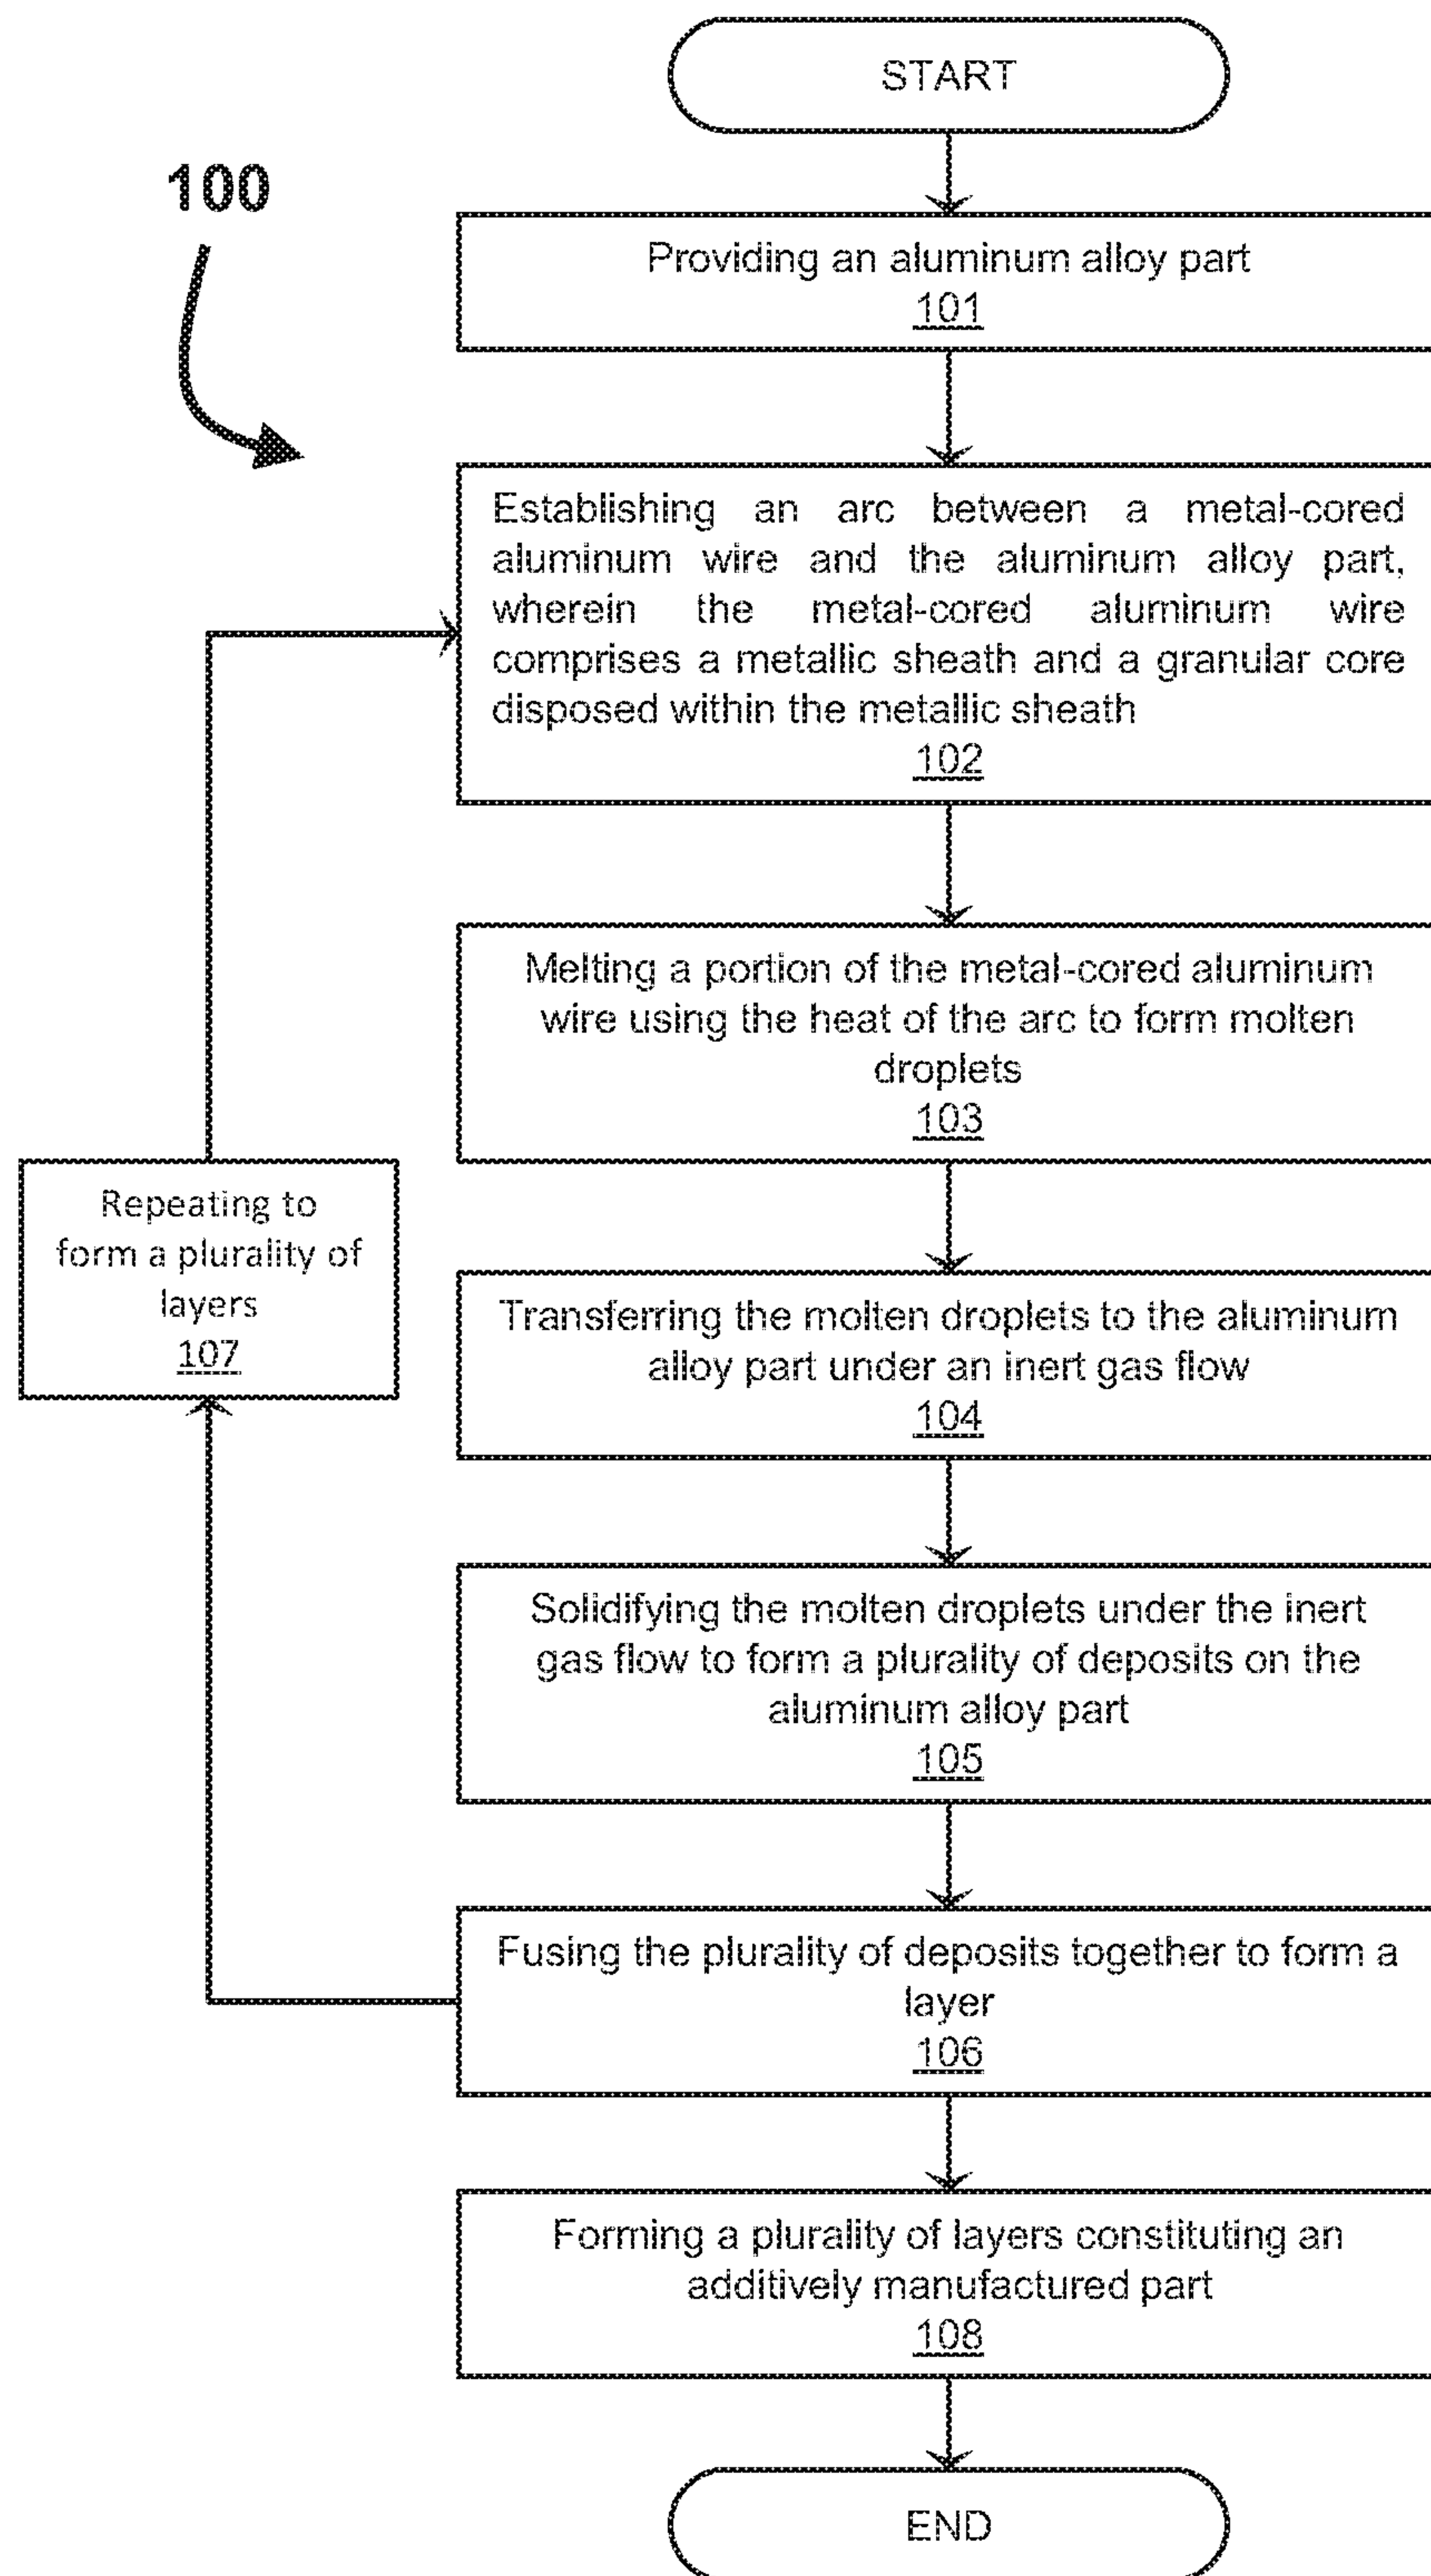 START
100
Providing an aluminum alloy part
101
Establishing an arc between a metal-cored
aluminum wire and the aluminum alloy part,
wherein the metal-cored aluminum wire
comprises a metallic sheath and a granular core
disposed within the metallic sheath
102
Melting a portion of the metal-cored aluminum
wire using the heat of the arc to form molten
droplets
103
Repeating to
form a plurality of
layers
107
Transferring the molten droplets to the aluminum
alloy part under an inert gas flow
104
Solidifying the molten droplets under the inert
gas flow to form a plurality of deposits on the
aluminum alloy part
105
Fusing the plurality of deposits together to form a
layer
106
Forming a plurality of layers constituting an
additively manufactured part
108
END